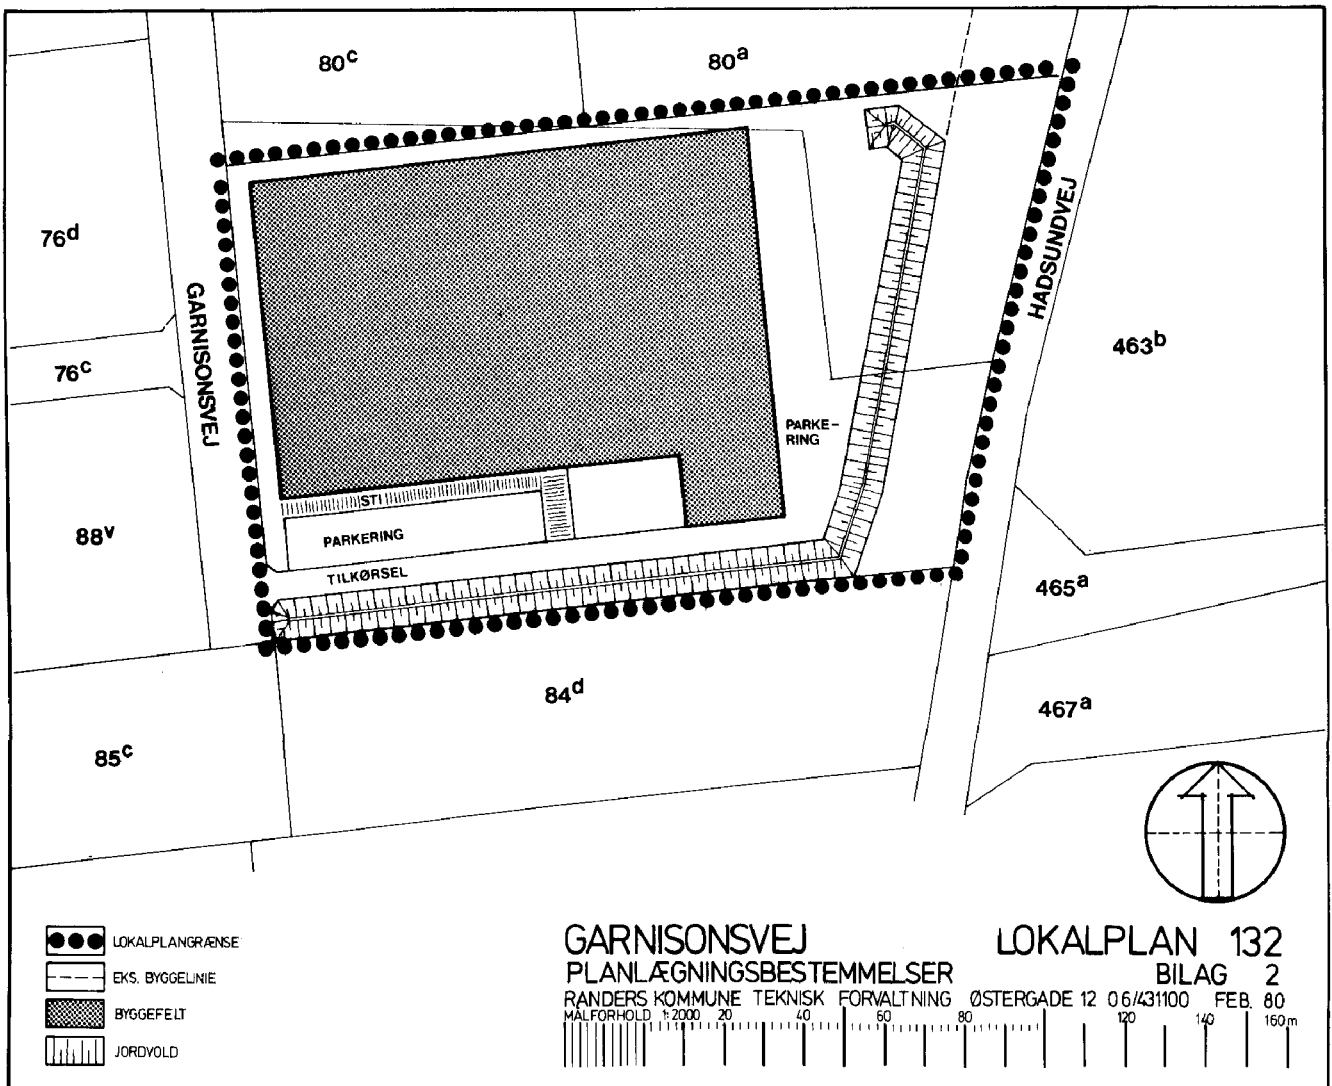 80c
80a
76d
GARNISONSVEJ
HADSUNDVEJ
463b
76c
PARKE-
RING
STI
88v
PARKERING
TILKØRSEL
465a
84d
467a
85c
LOKALPLANGRÆNSE
EKS. BYGGELINIE
BYGGEFELT
JORDVOLD
GARNISONSVEJ LOKALPLAN 132
PLANLÆGNINGSBESTEMMELSER BILAG 2
RANDERS KOMMUNE TEKNISK FORVALTNING ØSTERGADE 12 06/431100 FEB. 80
MÅLFORHOLD 1:2000 20 40 60 80 120 140 160 m